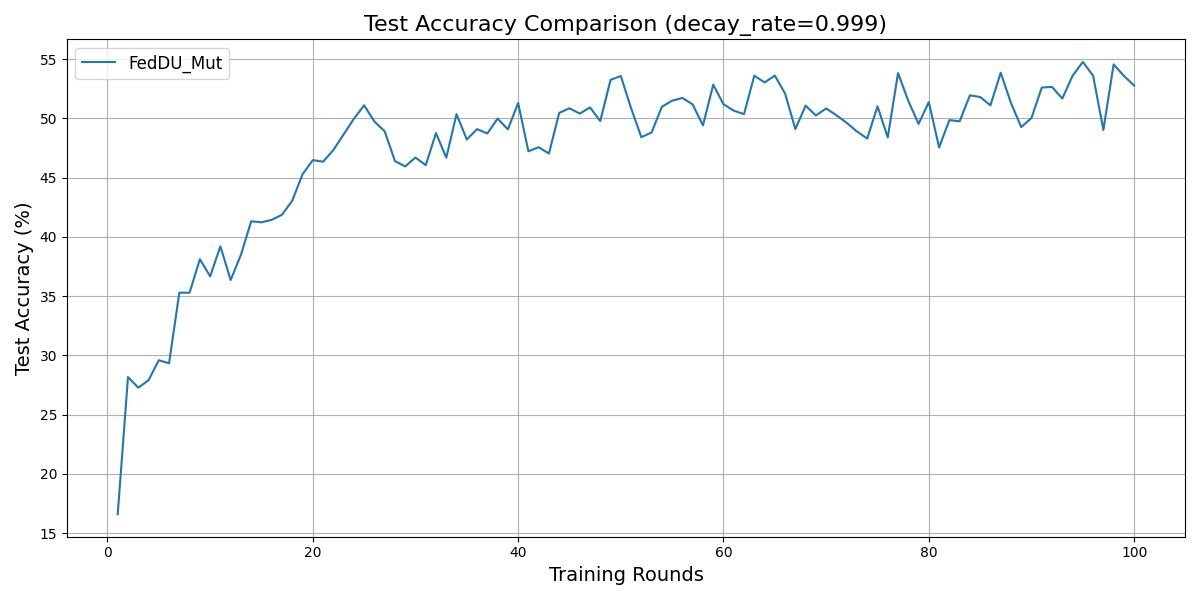 Test Accuracy Comparison (decay_rate=0.999)
FedDU_Mut
Test Accuracy (%)
55
50
45
40
35
30
25
20
15
0 20 40 60 80 100
Training Rounds